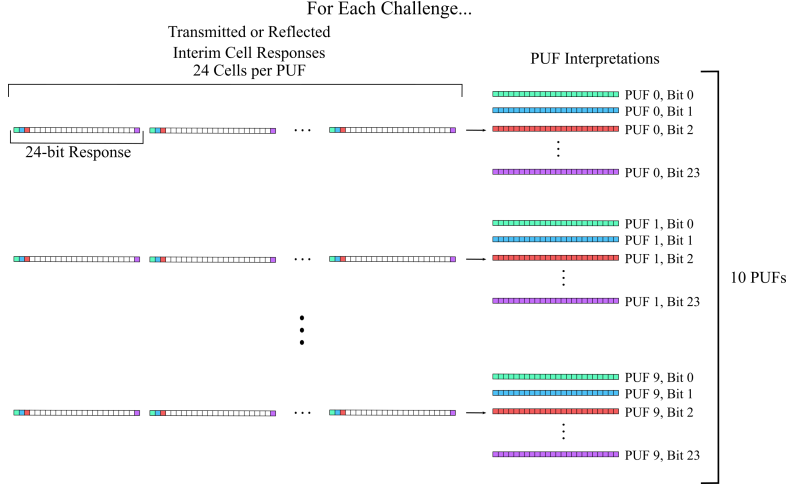 For Each Challenge...
Transmitted or Reflected
Interim Cell Responses
24 Cells per PUF
PUF Interpretations
24-bit Response
PUF 0, Bit 0
PUF 0, Bit 1
PUF 0, Bit 2
PUF 0, Bit 23
PUF 1, Bit 0
PUF 1, Bit 1
PUF 1, Bit 2
PUF 1, Bit 23
PUF 9, Bit 0
PUF 9, Bit 1
PUF 9, Bit 2
PUF 9, Bit 23
10 PUFs